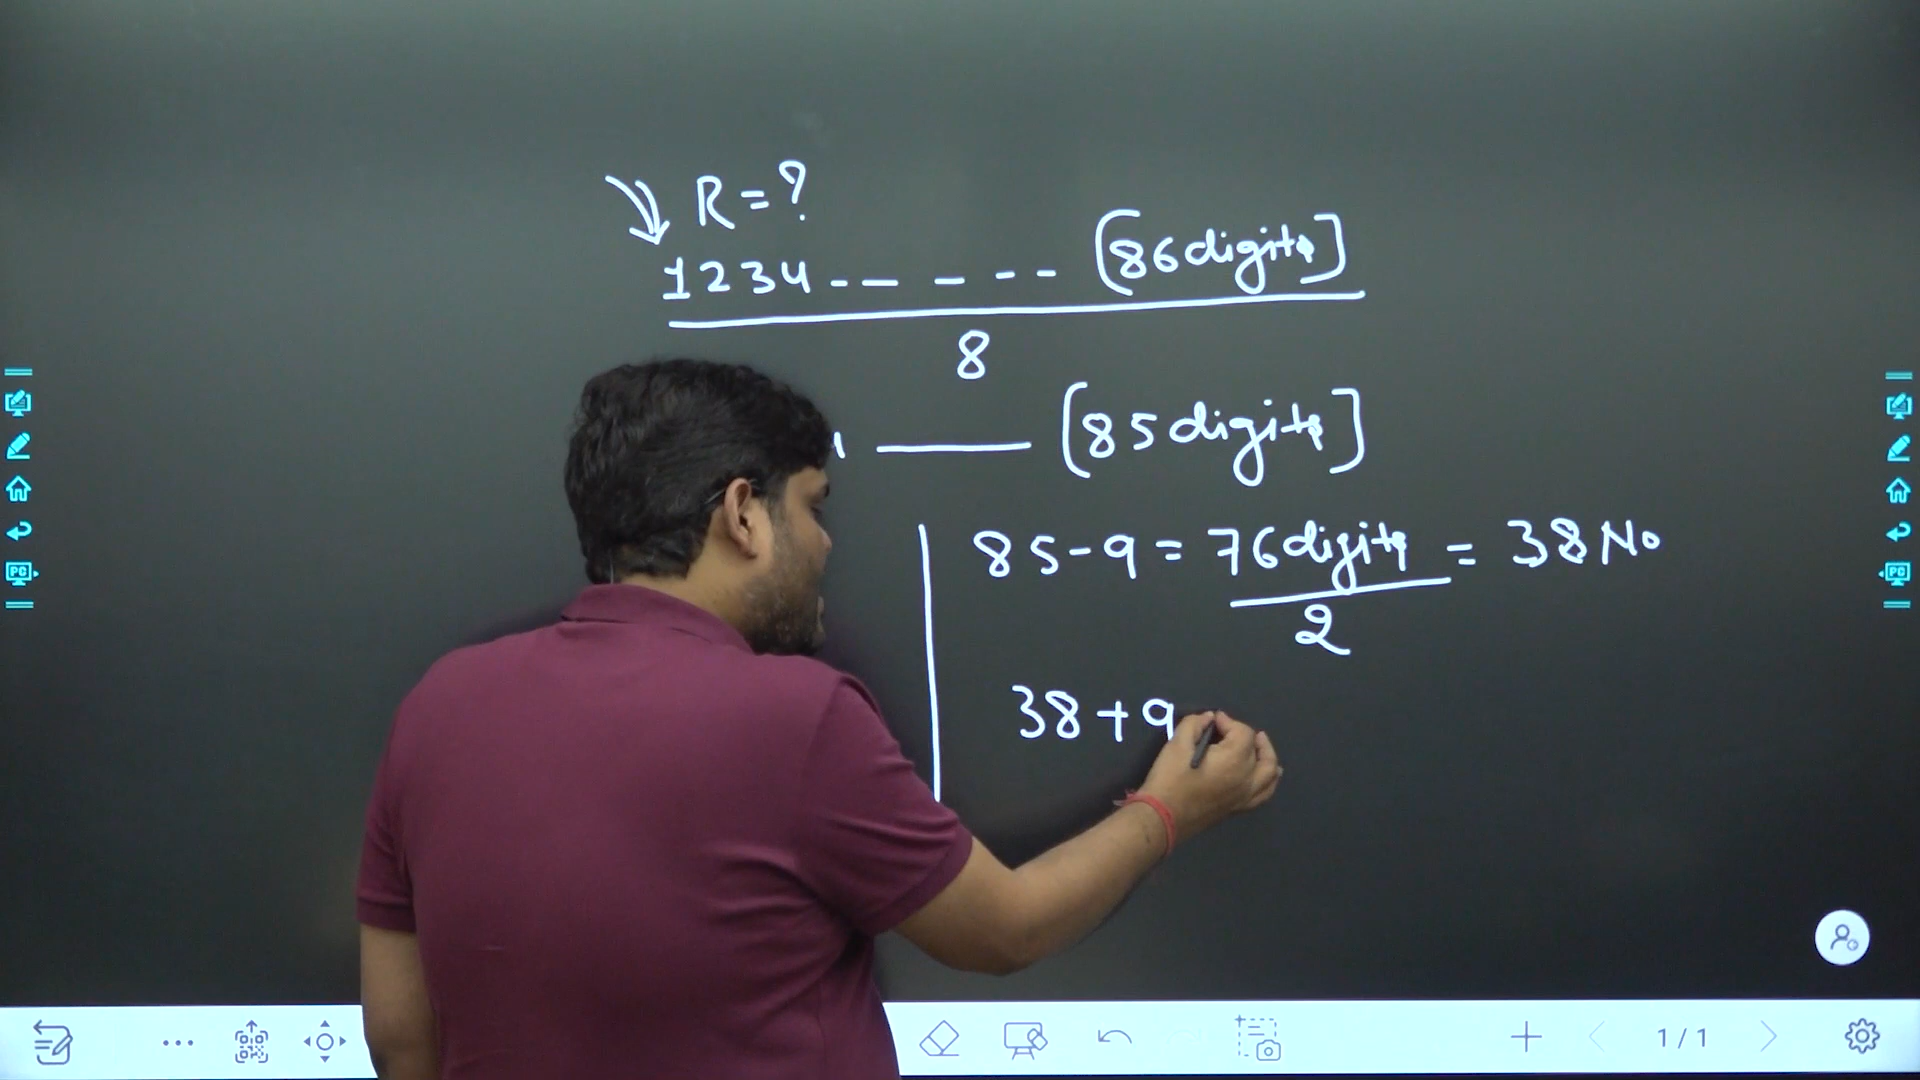 R = ?
1234 -- - -- (86 digits]
8
(85 digits]
85 - 9 = 76 digits = 38 No
2
38 + 9
1 / 1